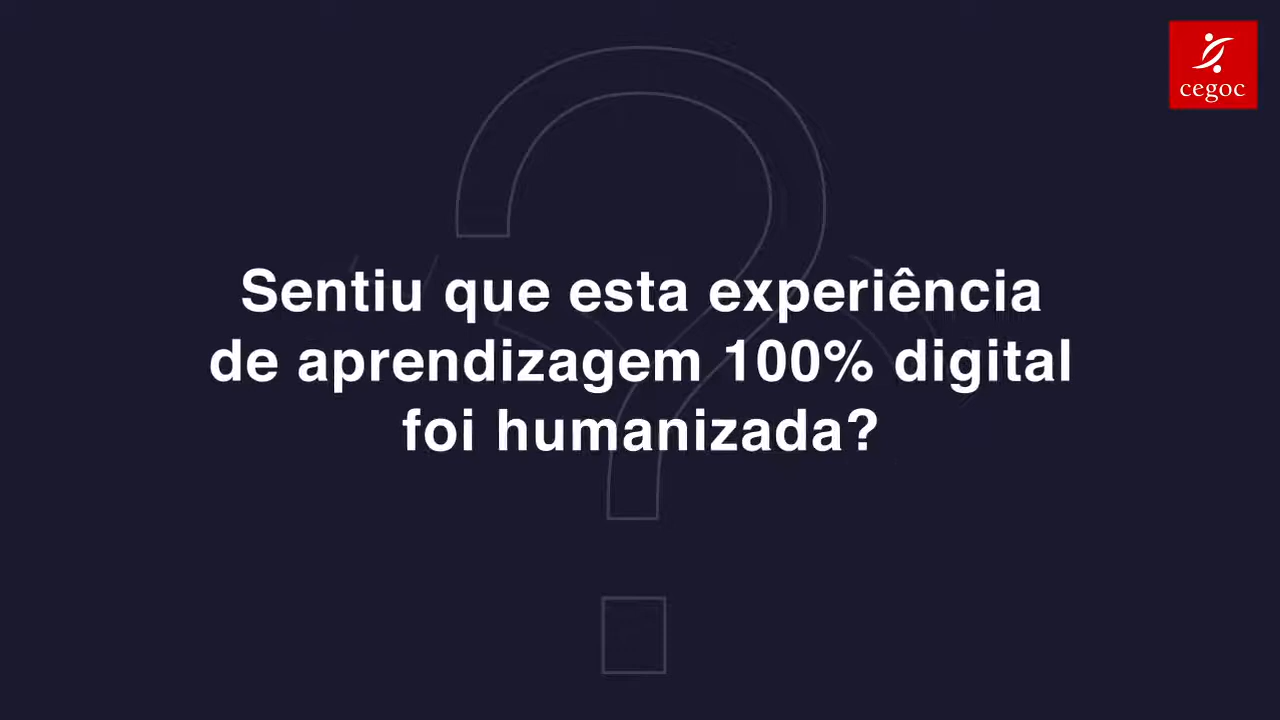 cegoc
Sentiu que esta experiência
de aprendizagem 100% digital
foi humanizada?